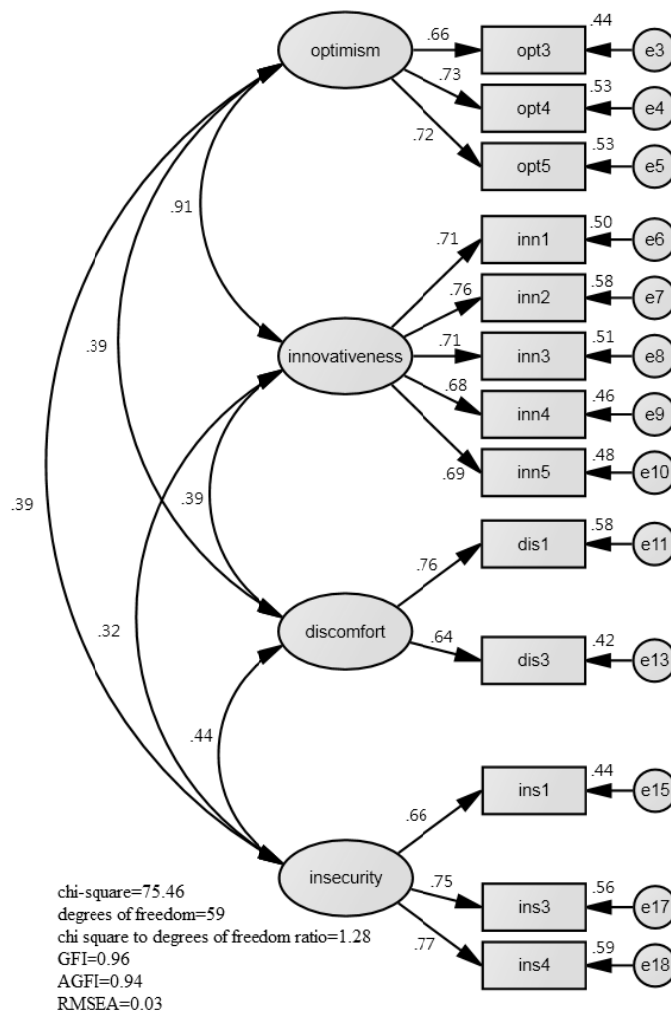 .44
.66
optimism
opt3
e3
.73
.53
opt4
e4
.72
.53
opt5
e5
.91
.50
.71
inn1
e6
.76
.58
inn2
e7
.39
innovativeness
.71
.51
inn3
e8
.68
.46
inn4
e9
.69
.48
inn5
e10
.39
.39
.58
dis1
e11
.76
.32
discomfort
.64
.42
dis3
e13
.44
.44
ins1
e15
.66
insecurity
.75
.56
ins3
e17
.77
.59
ins4
e18
chi-square=75.46
degrees of freedom=59
chi square to degrees of freedom ratio=1.28
GFI=0.96
AGFI=0.94
RMSEA=0.03